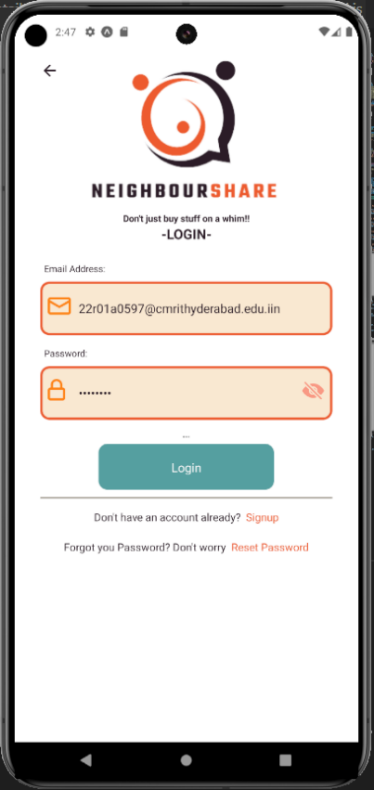 2:47
NEIGHBOURSHARE
Don't just buy stuff on a whim!!
-LOGIN-
Email Address:
22r01a0597@cmrithyderabad.edu.iin
Password:
••••••••
...
Login
Don't have an account already? Signup
Forgot you Password? Don't worry Reset Password